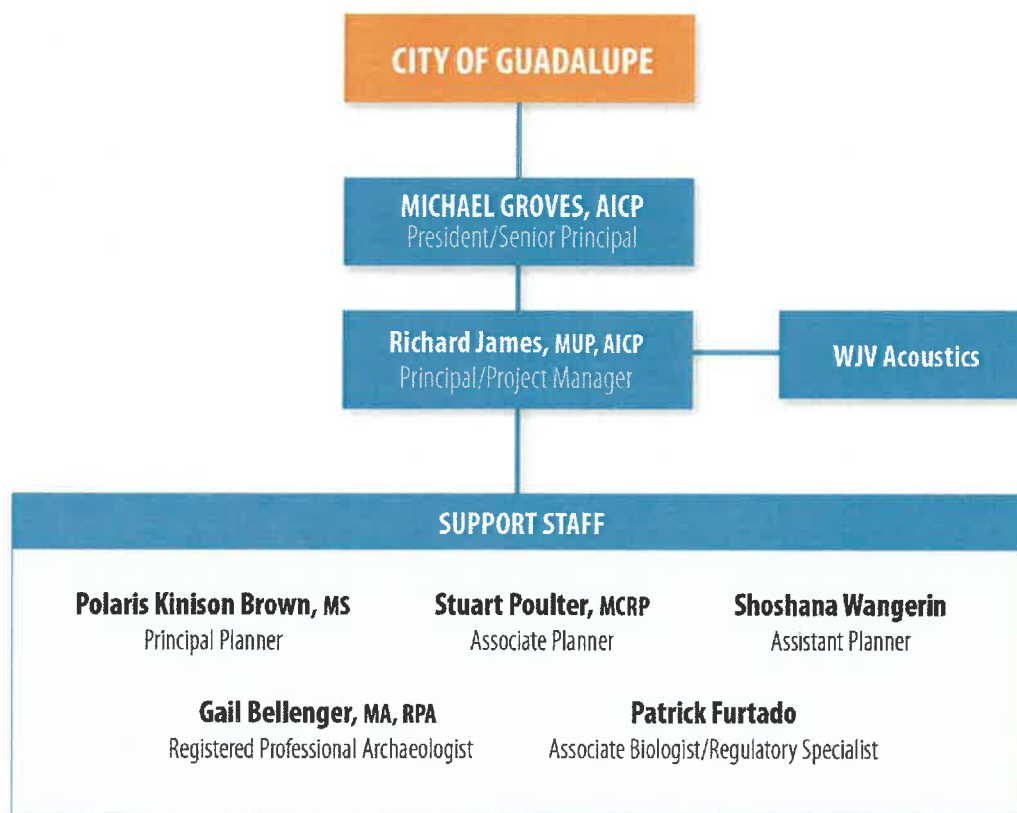 CITY OF GUADALUPE
MICHAEL GROVES, AICP
President/Senior Principal
Richard James, MUP, AICP
Principal/Project Manager
WJV Acoustics
SUPPORT STAFF
Polaris Kinison Brown, MS
Principal Planner
Stuart Poulter, MCRP
Associate Planner
Shoshana Wangerin
Assistant Planner
Gail Bellenger, MA, RPA
Registered Professional Archaeologist
Patrick Furtado
Associate Biologist/Regulatory Specialist